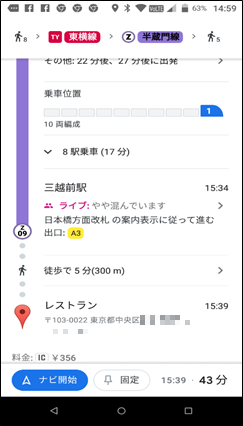 63% 14:59
8 TY 東横線 Z 半蔵門線 5
その他: 22 分後、27 分後に出発
乗車位置
1
10 両編成
8 駅乗車 (17 分)
三越前駅 15:34
ライブ: やや混んでいます
日本橋方面改札 の案内表示に従って進む
Z 09
出口: A3
徒歩で 5 分(300 m)
レストラン 15:39
〒103-0022 東京都中央区
料金: IC ￥356
ナビ開始 固定 15:39 · 43 分